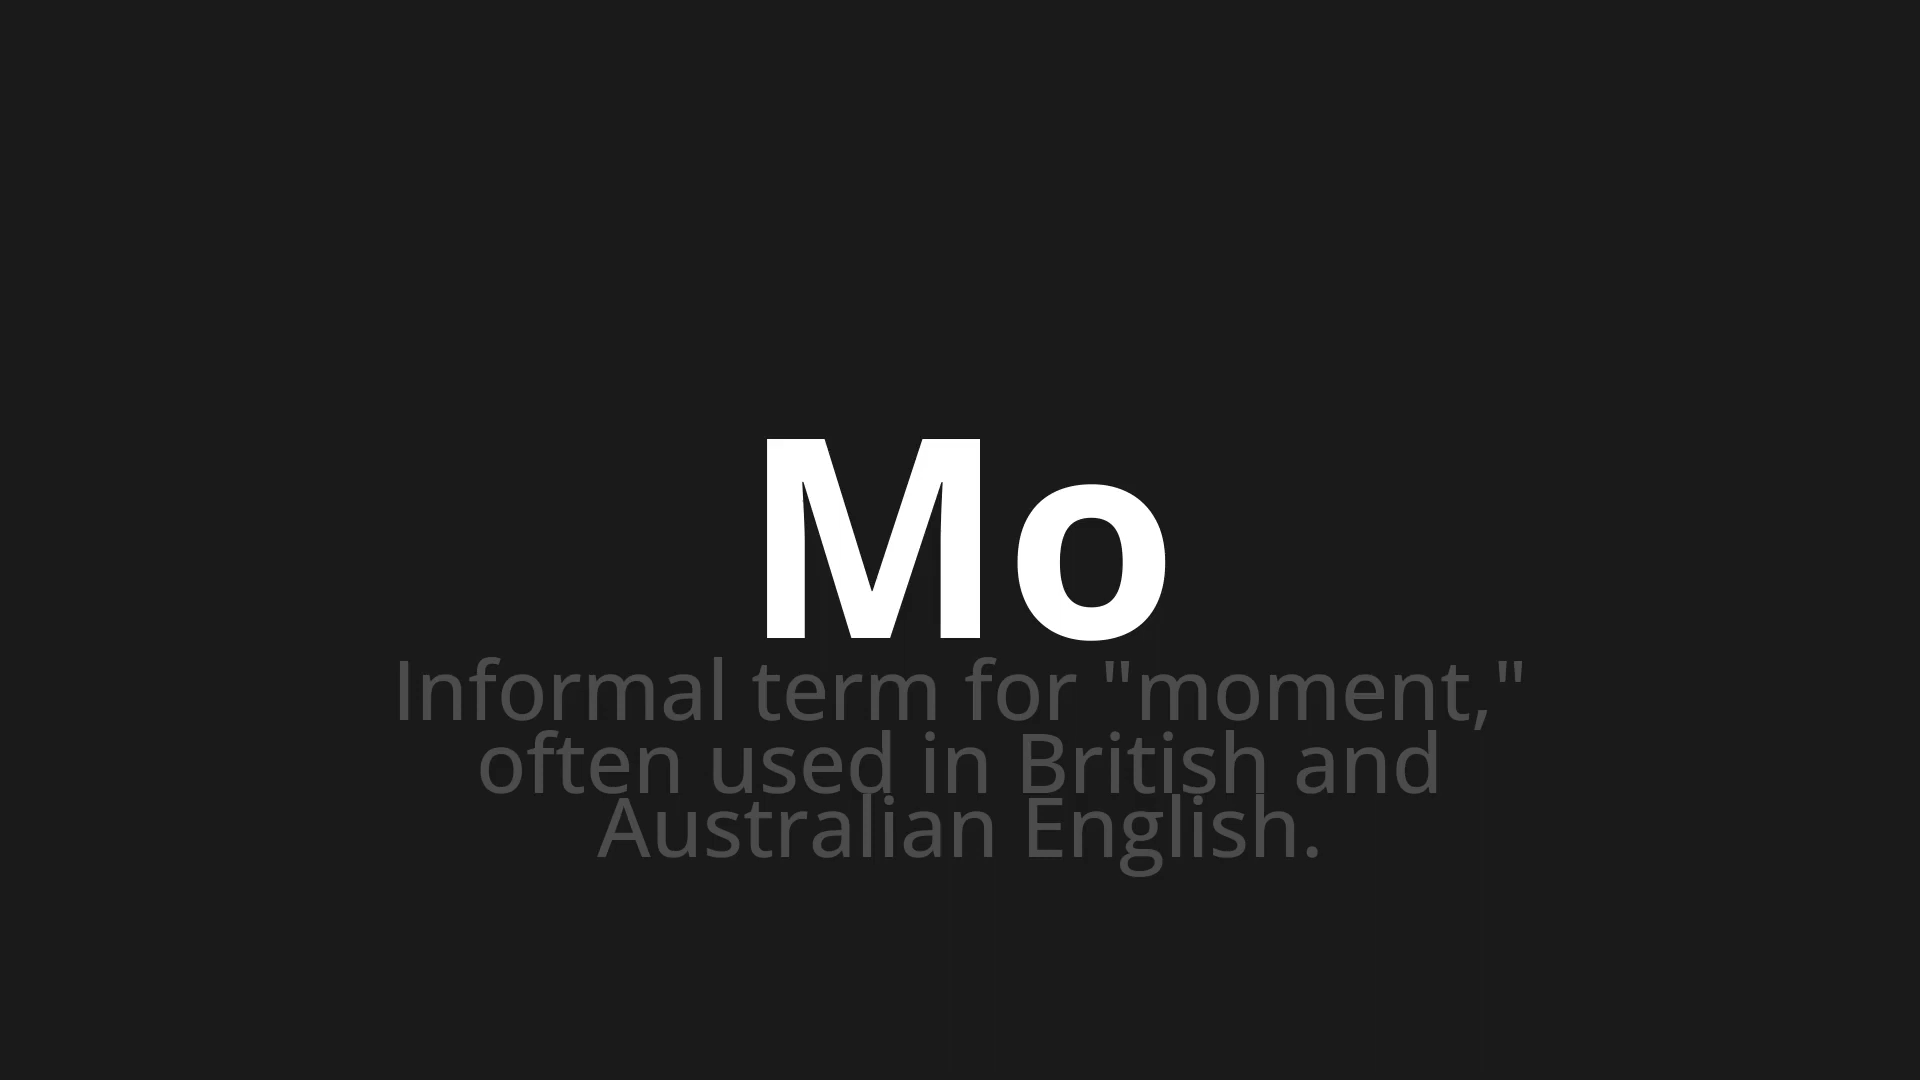 Mo
Informal term for "moment,"
often used in British and
Australian English.